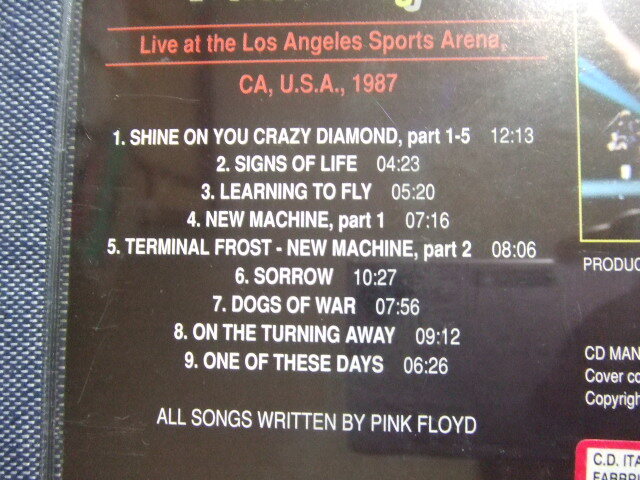 Live at the Los Angeles Sports Arena,
CA, U.S.A., 1987
1. SHINE ON YOU CRAZY DIAMOND, part 1-5 12:13
2. SIGNS OF LIFE 04:23
3. LEARNING TO FLY 05:20
4. NEW MACHINE, part 1 07:16
5. TERMINAL FROST - NEW MACHINE, part 2 08:06
6. SORROW 10:27
7. DOGS OF WAR 07:56
8. ON THE TURNING AWAY 09:12
9. ONE OF THESE DAYS 06:26
ALL SONGS WRITTEN BY PINK FLOYD
PRODUC
CD MAN
Cover co
Copyrigh
C.D. ITA